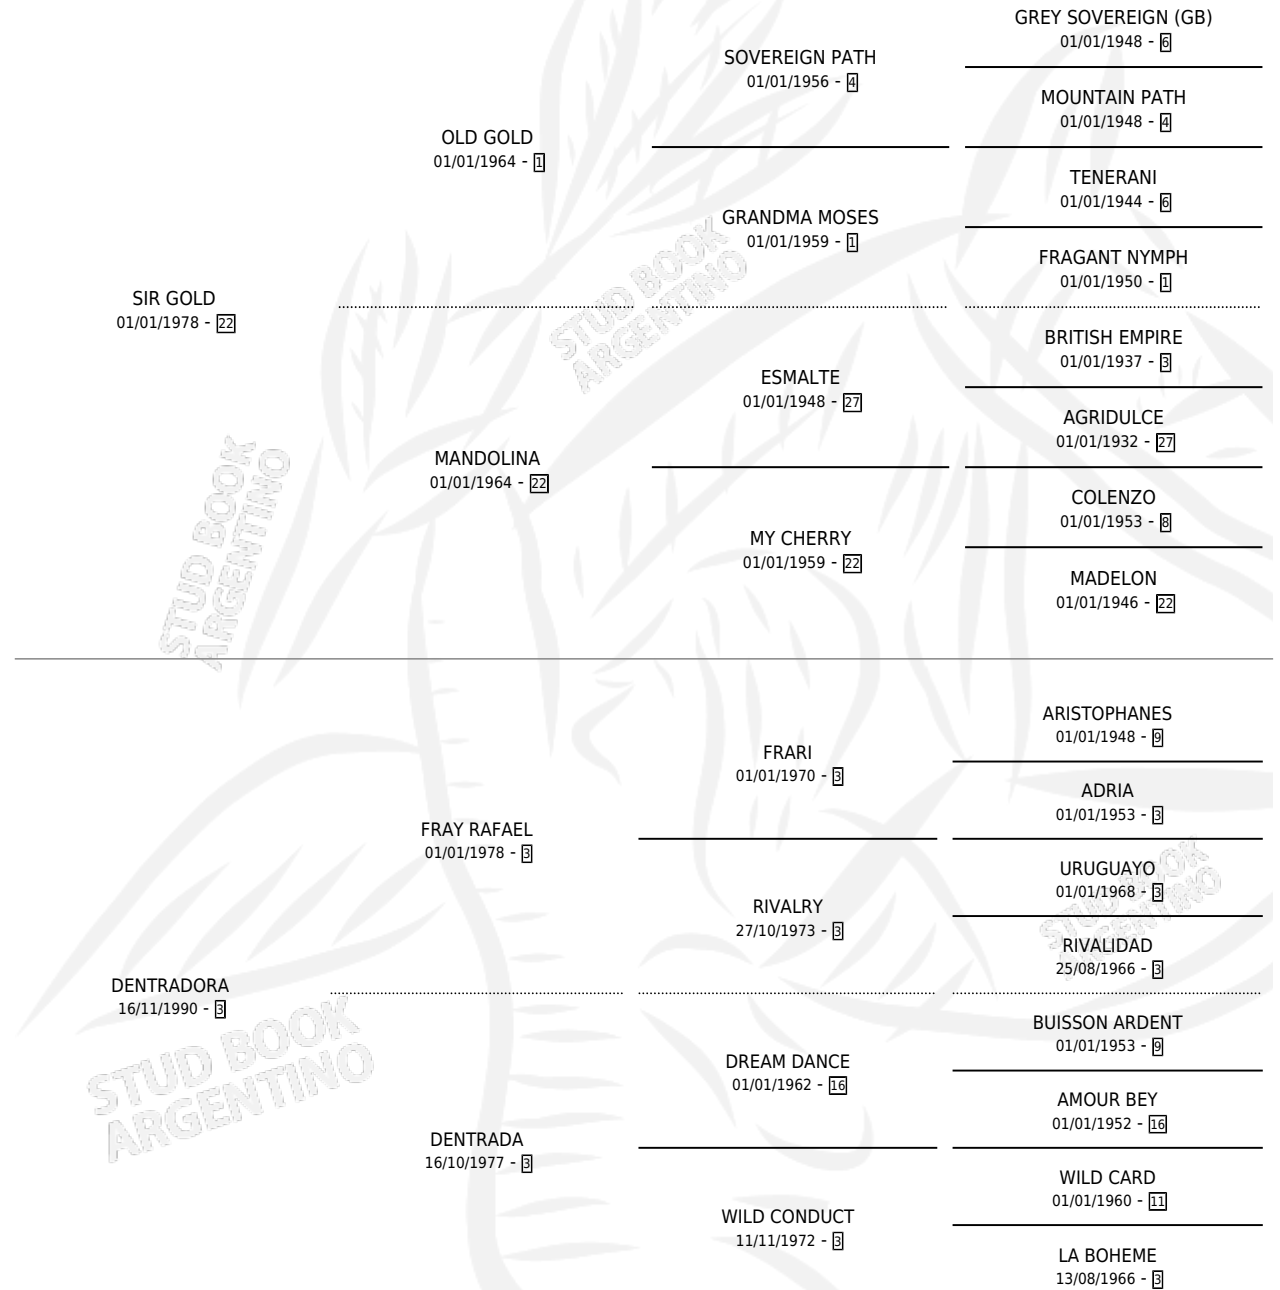 GREY SOVEREIGN (GB)
01/01/1948 - 6
SOVEREIGN PATH
01/01/1956 - 4
MOUNTAIN PATH
01/01/1948 - 4
OLD GOLD
01/01/1964 - 1
TENERANI
01/01/1944 - 6
GRANDMA MOSES
01/01/1959 - 1
FRAGANT NYMPH
01/01/1950 - 1
SIR GOLD
01/01/1978 - 22
BRITISH EMPIRE
01/01/1937 - 3
ESMALTE
01/01/1948 - 27
AGRIDULCE
01/01/1932 - 27
MANDOLINA
01/01/1964 - 22
COLENZO
01/01/1953 - 8
MY CHERRY
01/01/1959 - 22
MADELON
01/01/1946 - 22
ARISTOPHANES
01/01/1948 - 9
FRARI
01/01/1970 - 3
ADRIA
01/01/1953 - 3
FRAY RAFAEL
01/01/1978 - 3
URUGUAYO
01/01/1968 - 3
RIVALRY
27/10/1973 - 3
RIVALIDAD
25/08/1966 - 3
DENTRADORA
16/11/1990 - 3
BUISSON ARDENT
01/01/1953 - 9
DREAM DANCE
01/01/1962 - 16
AMOUR BEY
01/01/1952 - 16
DENTRADA
16/10/1977 - 3
WILD CARD
01/01/1960 - 11
WILD CONDUCT
11/11/1972 - 3
LA BOHEME
13/08/1966 - 3
STUD BOOK
ARGENTINO
STUD BOOK
ARGENTINO
STUD BOOK
ARGENTINO
STUD BOOK
ARGENTINO